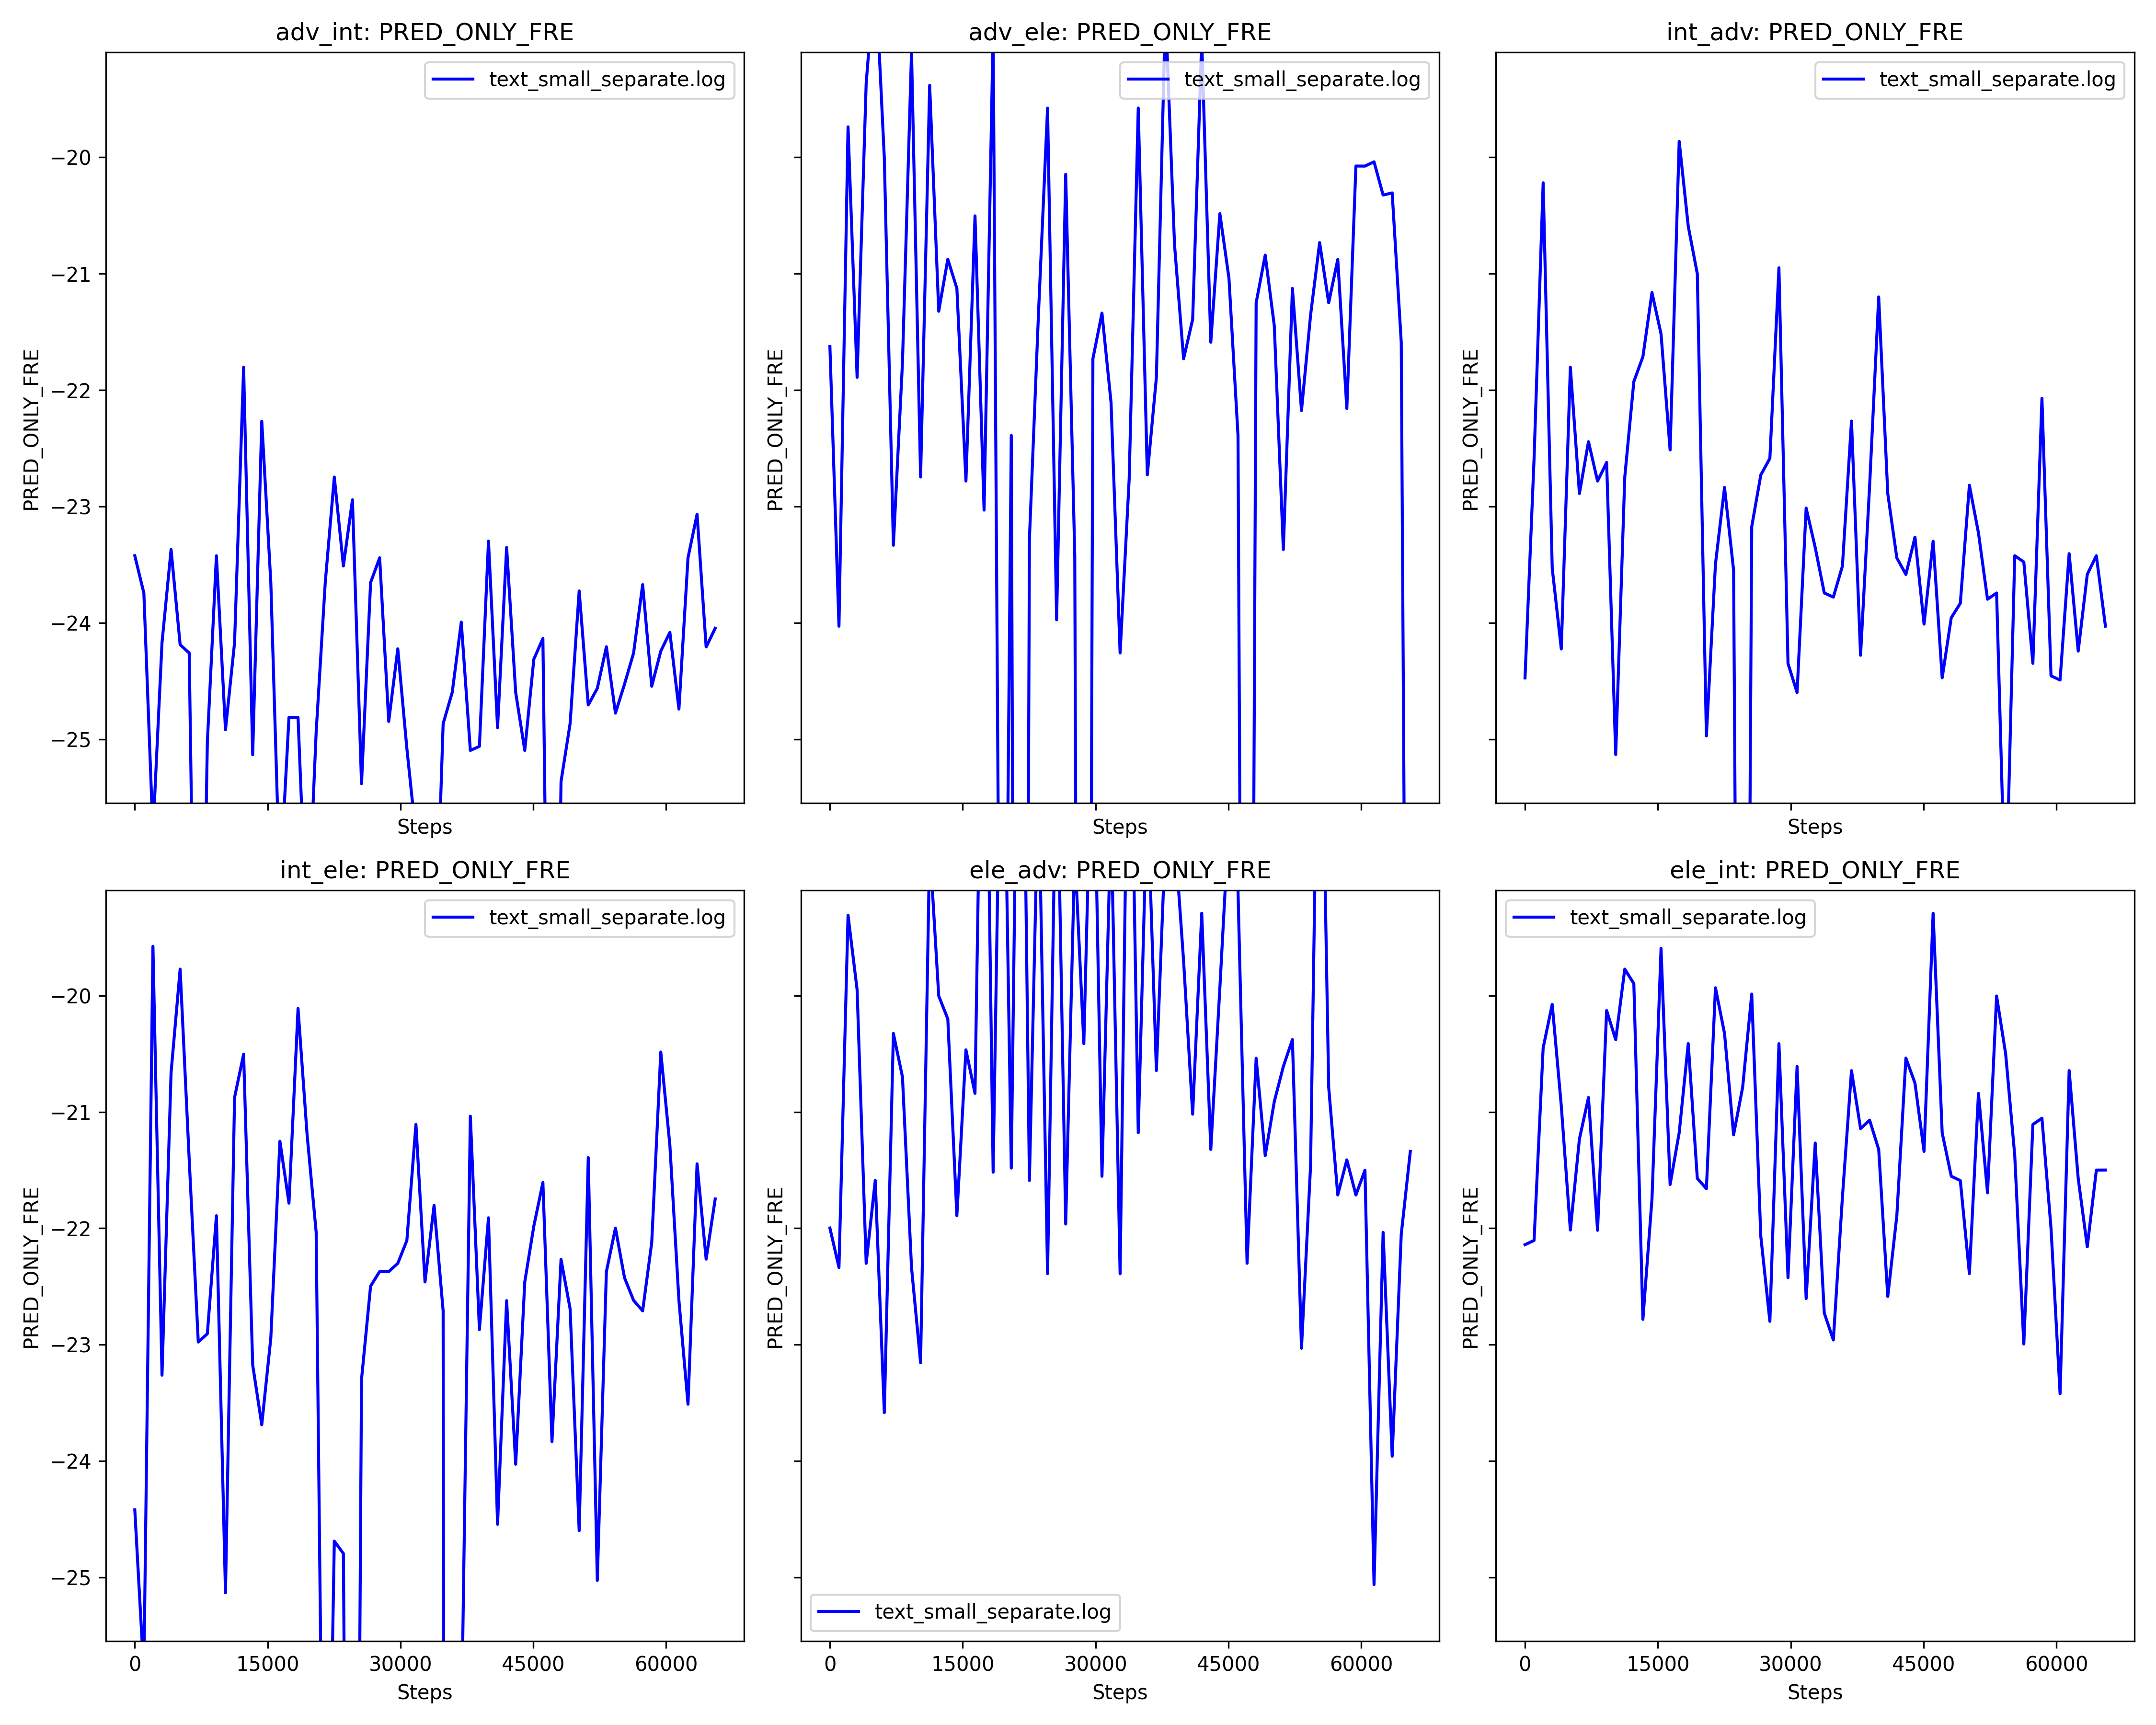 adv_int: PRED_ONLY_FRE
text_small_separate.log
−20
−21
−22
−23
−24
−25
PRED_ONLY_FRE
Steps
adv_ele: PRED_ONLY_FRE
text_small_separate.log
PRED_ONLY_FRE
Steps
int_adv: PRED_ONLY_FRE
text_small_separate.log
PRED_ONLY_FRE
Steps
int_ele: PRED_ONLY_FRE
text_small_separate.log
−20
−21
−22
−23
−24
−25
PRED_ONLY_FRE
0 15000 30000 45000 60000
Steps
ele_adv: PRED_ONLY_FRE
text_small_separate.log
PRED_ONLY_FRE
0 15000 30000 45000 60000
Steps
ele_int: PRED_ONLY_FRE
text_small_separate.log
PRED_ONLY_FRE
0 15000 30000 45000 60000
Steps